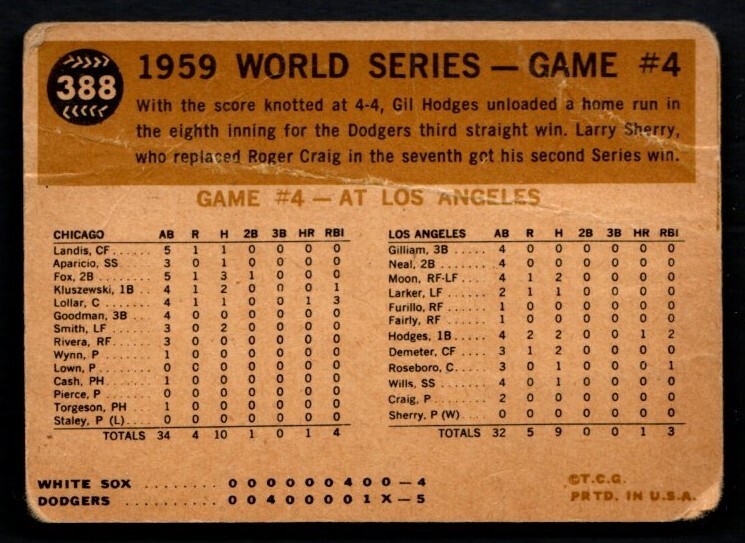 388
1959 WORLD SERIES — GAME #4
With the score knotted at 4-4, Gil Hodges unloaded a home run in
the eighth inning for the Dodgers third straight win. Larry Sherry,
who replaced Roger Craig in the seventh got his second Series win.
GAME #4 — AT LOS ANGELES
CHICAGO AB R H 2B 3B HR RBI
Landis, CF...... 5 1 1 0 0 0 0
Aparicio, SS .... 3 0 1 0 0 0 0
Fox, 2B ........ 5 1 3 1 0 0 0
Kluszewski, 1B .. 4 1 2 0 0 0 1
Lollar, C ....... 4 1 1 0 0 1 3
Goodman, 3B .... 4 0 0 0 0 0 0
Smith, LF ....... 3 0 2 0 0 0 0
Rivera, RF....... 3 0 0 0 0 0 0
Wynn, P ........ 1 0 0 0 0 0 0
Lown, P ........ 0 0 0 0 0 0 0
Cash, PH ....... 1 0 0 0 0 0 0
Pierce, P ....... 0 0 0 0 0 0 0
Torgeson, PH ... 1 0 0 0 0 0 0
Staley, P (L).... 0 0 0 0 0 0 0
TOTALS 34 4 10 1 0 1 4
LOS ANGELES AB R H 2B 3B HR RBI
Gilliam, 3B ..... 4 0 0 0 0 0 0
Neal, 2B ........ 4 0 0 0 0 0 0
Moon, RF-LF .... 4 1 2 0 0 0 0
Larker, LF ...... 2 1 1 0 0 0 0
Furillo, RF ...... 1 0 0 0 0 0 0
Fairly, RF ....... 1 0 0 0 0 0 0
Hodges, 1B...... 4 2 2 0 0 1 2
Demeter, CF .... 3 1 2 0 0 0 0
Roseboro, C..... 3 0 1 0 0 0 1
Wills, SS ....... 4 0 1 0 0 0 0
Craig, P......... 2 0 0 0 0 0 0
Sherry, P (W).... 0 0 0 0 0 0 0
TOTALS 32 5 9 0 0 1 3
WHITE SOX ........ 0 0 0 0 0 0 4 0 0 — 4
DODGERS .......... 0 0 4 0 0 0 0 1 X — 5
©T.C.G.
PRTD. IN U.S.A.